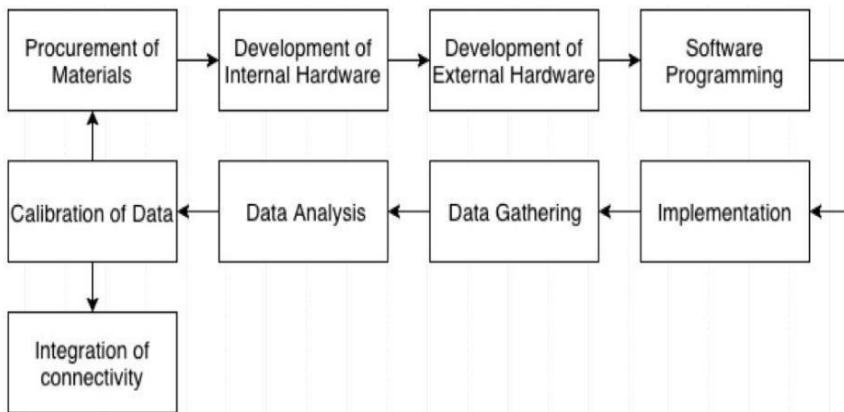 Procurement of
Materials
Development of
Internal Hardware
Development of
External Hardware
Software
Programming
Calibration of Data
Data Analysis
Data Gathering
Implementation
Integration of
connectivity